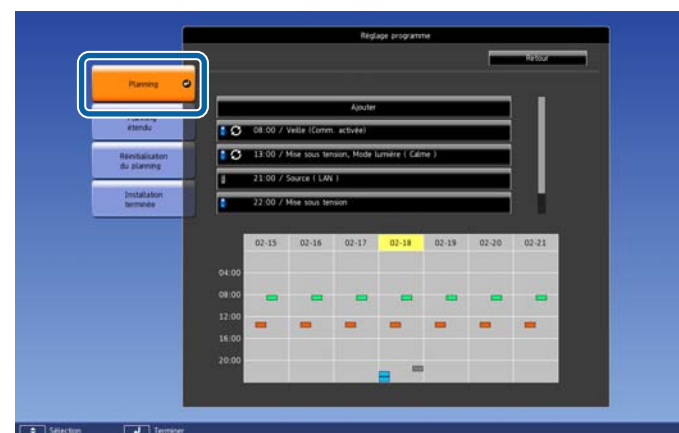 Réglage programme
Retour
Planning
Planning
étendu
Réinitialisation
du planning
Installation
terminée
Ajouter
08:00 / Veille (Comm. activée)
13:00 / Mise sous tension, Mode lumière ( Calme )
21:00 / Source ( LAN )
22:00 / Mise sous tension
02-15 02-16 02-17 02-18 02-19 02-20 02-21
04:00
08:00
12:00
16:00
20:00
Sélection Terminer